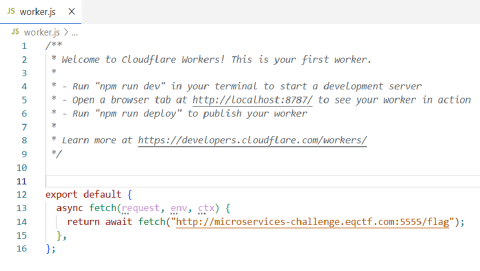 JS worker.js X
JS worker.js > ...
1 /**
2 * Welcome to Cloudflare Workers! This is your first worker.
3 *
4 * - Run "npm run dev" in your terminal to start a development server
5 * - Open a browser tab at http://localhost:8787/ to see your worker in action
6 * - Run "npm run deploy" to publish your worker
7 *
8 * Learn more at https://developers.cloudflare.com/workers/
9 */
10
11
12 export default {
13 async fetch(request, env, ctx) {
14 return await fetch("http://microservices-challenge.eqctf.com:5555/flag");
15 },
16 };